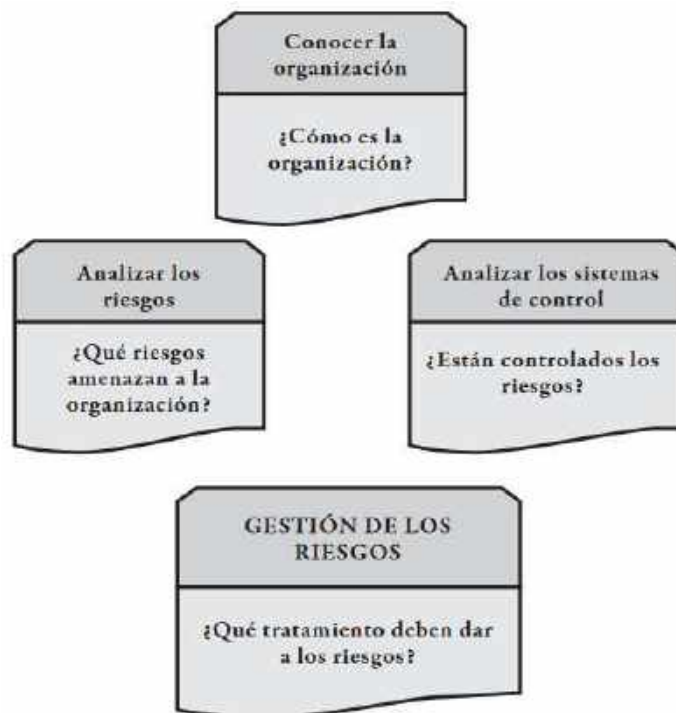 Conocer la
organización
¿Cómo es la
organización?
Analizar los
riesgos
¿Qué riesgos
amenazan a la
organización?
Analizar los sistemas
de control
¿Están controlados los
riesgos?
GESTIÓN DE LOS
RIESGOS
¿Qué tratamiento deben dar
a los riesgos?